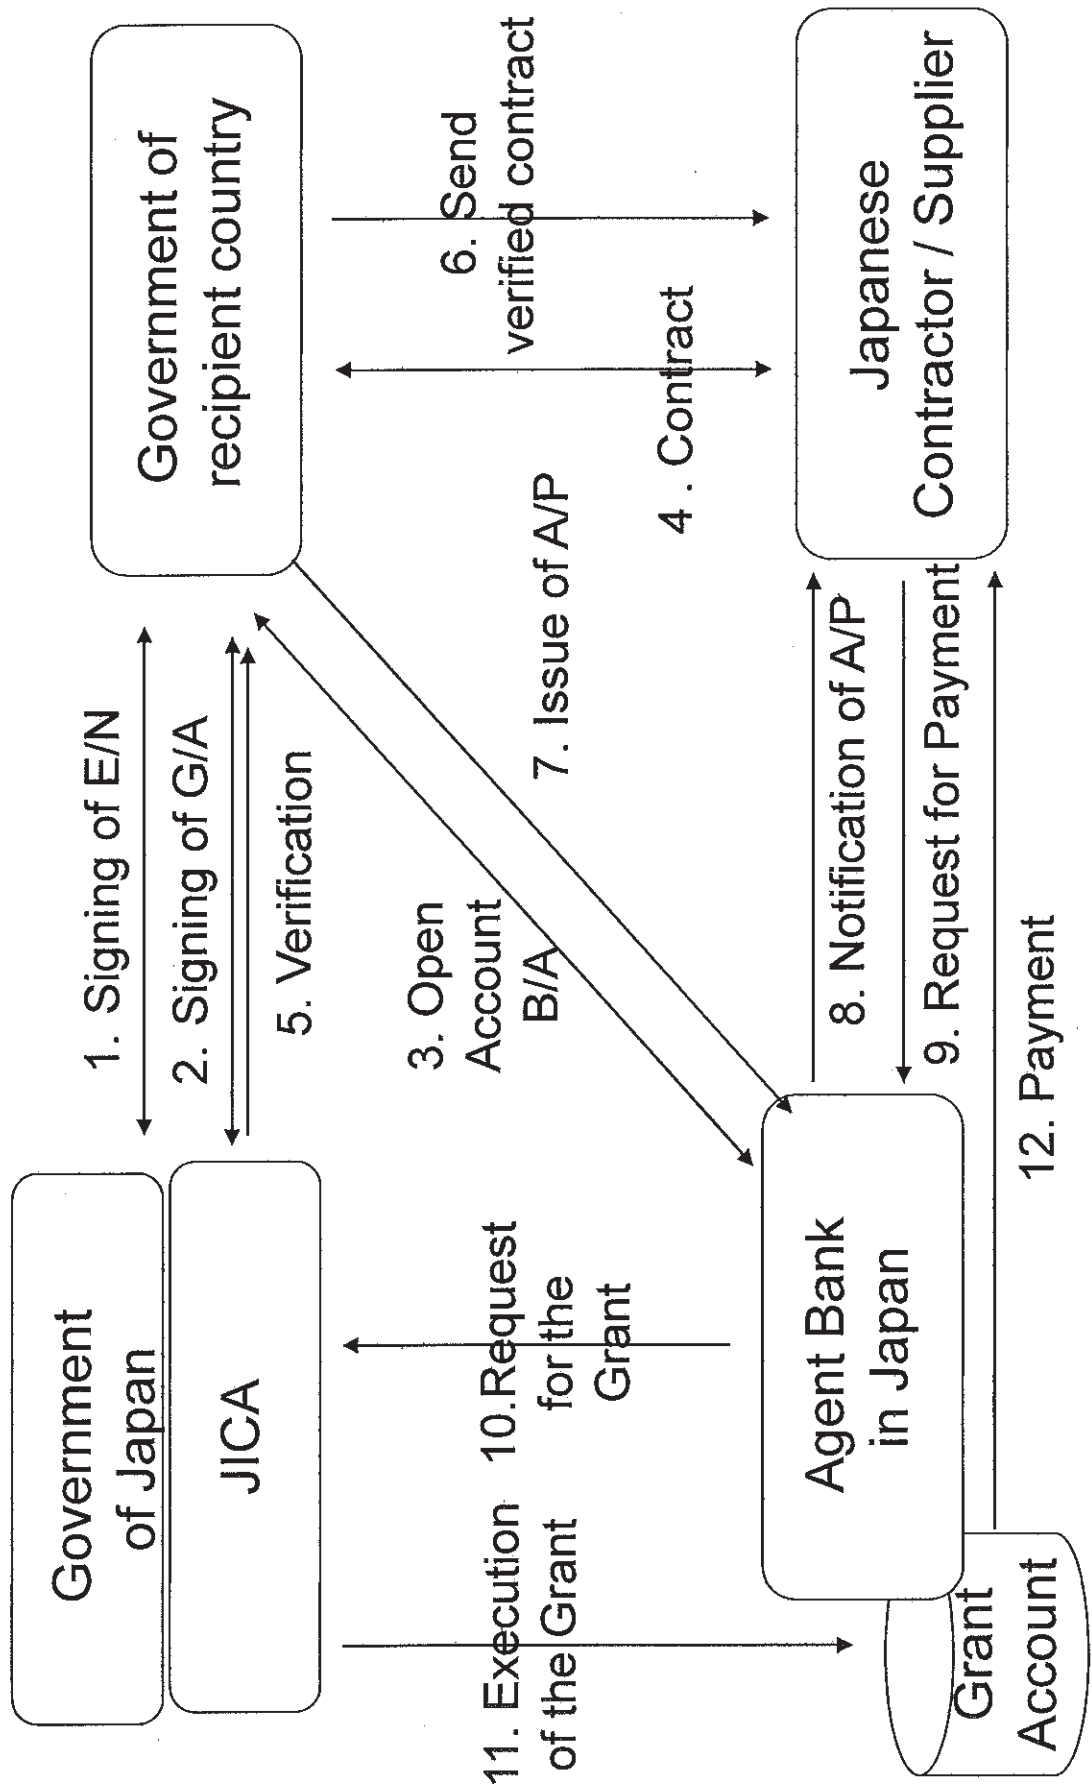 Government
of Japan
JICA
1. Signing of E/N
2. Signing of G/A
5. Verification
Government of
recipient country
11. Execution
of the Grant
10.Request
for the
Grant
3. Open
Account
B/A
7. Issue of A/P
4 . Contract
6. Send
verified contract
Agent Bank
in Japan
Grant
Account
8. Notification of A/P
9. Request for Payment
12. Payment
Japanese
Contractor / Supplier